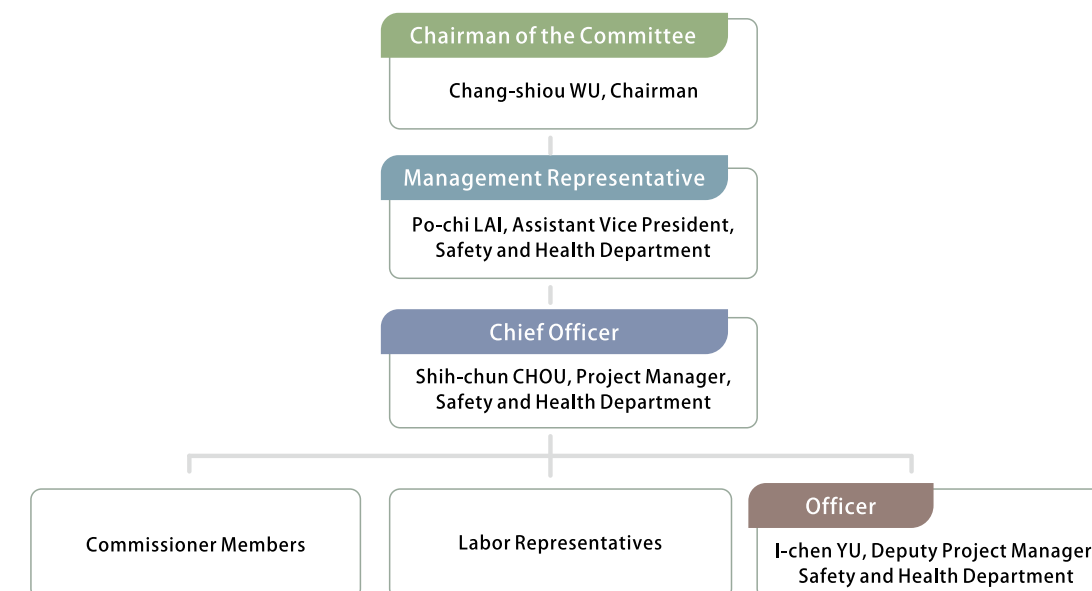 Chairman of the Committee
Chang-shiou WU, Chairman
Management Representative
Po-chi LAI, Assistant Vice President,
Safety and Health Department
Chief Officer
Shih-chun CHOU, Project Manager,
Safety and Health Department
Commissioner Members
Labor Representatives
Officer
I-chen YU, Deputy Project Manager
Safety and Health Department